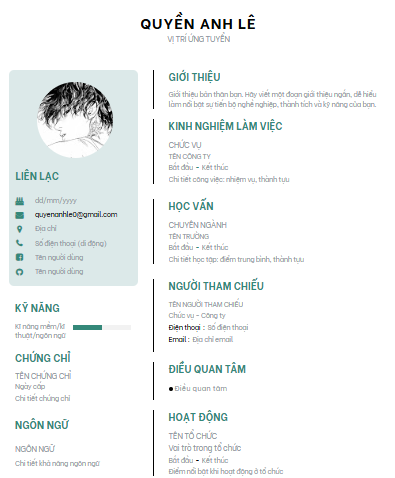 QUYỀN ANH LÊ
VỊ TRÍ ỨNG TUYỂN
LIÊN LẠC
dd/mm/yyyy
quyenanhle0@gmail.com
Địa chỉ
Số điện thoại (di động)
Tên người dùng
Tên người dùng
KỸ NĂNG
Kĩ năng mềm/kĩ
thuật/ngôn ngữ
CHỨNG CHỈ
TÊN CHỨNG CHỈ
Ngày cấp
Chi tiết chứng chỉ
NGÔN NGỮ
NGÔN NGỮ
Chi tiết khả năng ngôn ngữ
GIỚI THIỆU
Giới thiệu bản thân bạn. Hãy viết một đoạn giới thiệu ngắn, dễ hiểu
làm nổi bật sự tiến bộ nghề nghiệp, thành tích và kỹ năng của bạn.
KINH NGHIỆM LÀM VIỆC
CHỨC VỤ
TÊN CÔNG TY
Bắt đầu - Kết thúc
Chi tiết công việc: nhiệm vụ, thành tựu
HỌC VẤN
CHUYÊN NGÀNH
TÊN TRƯỜNG
Bắt đầu - Kết thúc
Chi tiết học tập: điểm trung bình, thành tựu
NGƯỜI THAM CHIẾU
TÊN NGƯỜI THAM CHIẾU
Chức vụ - Công ty
Điện thoại : Số điện thoại
Email : Địa chỉ email
ĐIỀU QUAN TÂM
● Điều quan tâm
HOẠT ĐỘNG
TÊN TỔ CHỨC
Vai trò trong tổ chức
Bắt đầu - Kết thúc
Điểm nổi bật khi hoạt động ở tổ chức